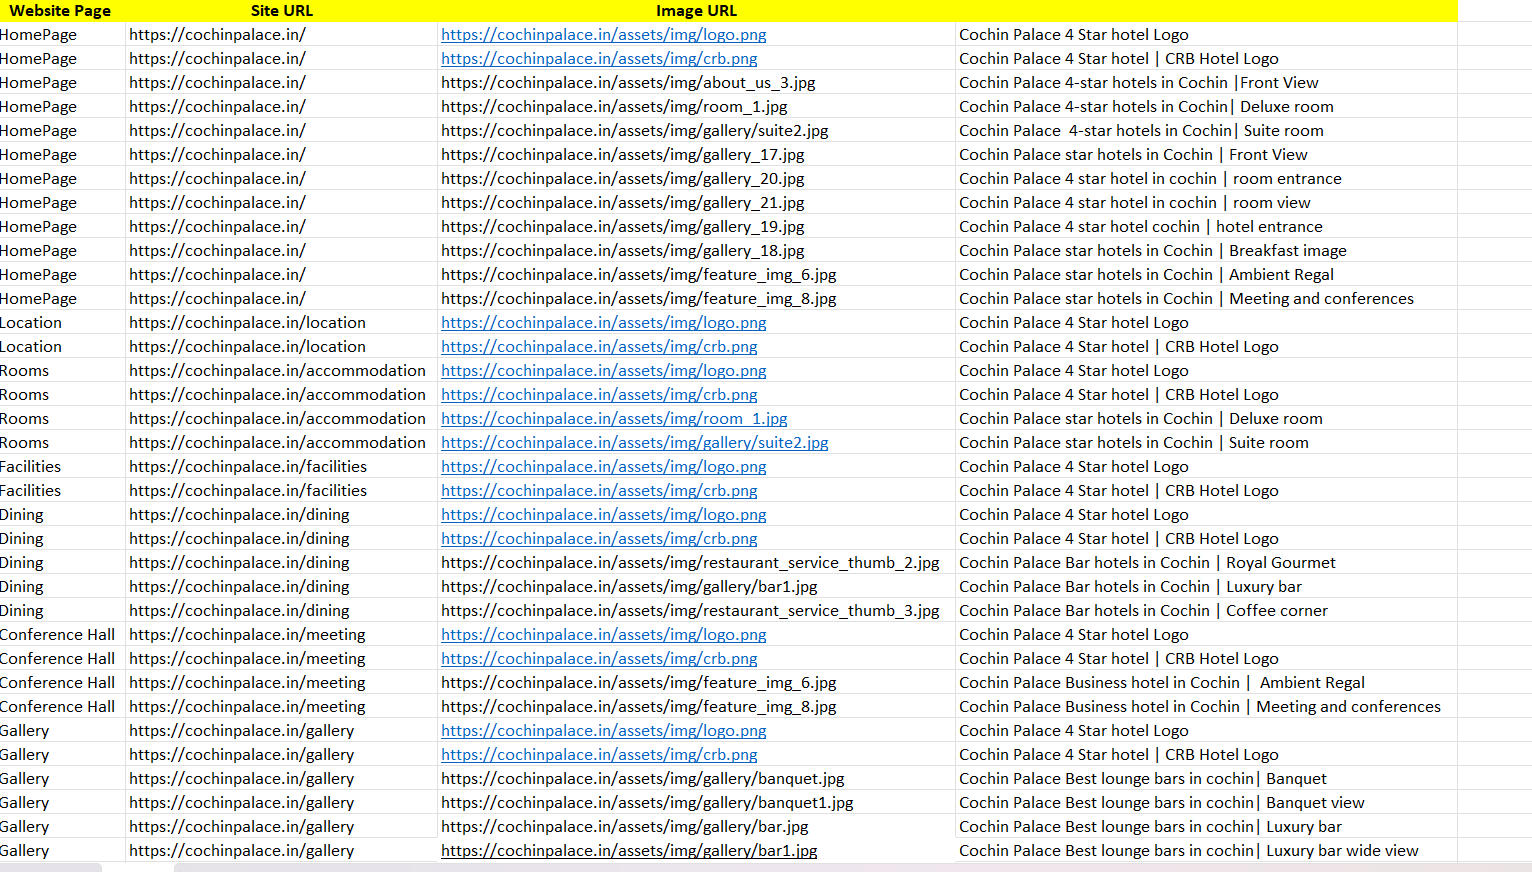 Website Page Site URL Image URL
HomePage https://cochinpalace.in/ https://cochinpalace.in/assets/img/logo.png Cochin Palace 4 Star hotel Logo
HomePage https://cochinpalace.in/ https://cochinpalace.in/assets/img/crb.png Cochin Palace 4 Star hotel | CRB Hotel Logo
HomePage https://cochinpalace.in/ https://cochinpalace.in/assets/img/about_us_3.jpg Cochin Palace 4-star hotels in Cochin |Front View
HomePage https://cochinpalace.in/ https://cochinpalace.in/assets/img/room_1.jpg Cochin Palace 4-star hotels in Cochin| Deluxe room
HomePage https://cochinpalace.in/ https://cochinpalace.in/assets/img/gallery/suite2.jpg Cochin Palace  4-star hotels in Cochin| Suite room
HomePage https://cochinpalace.in/ https://cochinpalace.in/assets/img/gallery_17.jpg Cochin Palace star hotels in Cochin | Front View
HomePage https://cochinpalace.in/ https://cochinpalace.in/assets/img/gallery_20.jpg Cochin Palace 4 star hotel in cochin | room entrance
HomePage https://cochinpalace.in/ https://cochinpalace.in/assets/img/gallery_21.jpg Cochin Palace 4 star hotel in cochin | room view
HomePage https://cochinpalace.in/ https://cochinpalace.in/assets/img/gallery_19.jpg Cochin Palace 4 star hotel cochin | hotel entrance
HomePage https://cochinpalace.in/ https://cochinpalace.in/assets/img/gallery_18.jpg Cochin Palace star hotels in Cochin | Breakfast image
HomePage https://cochinpalace.in/ https://cochinpalace.in/assets/img/feature_img_6.jpg Cochin Palace star hotels in Cochin | Ambient Regal
HomePage https://cochinpalace.in/ https://cochinpalace.in/assets/img/feature_img_8.jpg Cochin Palace star hotels in Cochin | Meeting and conferences
Location https://cochinpalace.in/location https://cochinpalace.in/assets/img/logo.png Cochin Palace 4 Star hotel Logo
Location https://cochinpalace.in/location https://cochinpalace.in/assets/img/crb.png Cochin Palace 4 Star hotel | CRB Hotel Logo
Rooms https://cochinpalace.in/accommodation https://cochinpalace.in/assets/img/logo.png Cochin Palace 4 Star hotel Logo
Rooms https://cochinpalace.in/accommodation https://cochinpalace.in/assets/img/crb.png Cochin Palace 4 Star hotel | CRB Hotel Logo
Rooms https://cochinpalace.in/accommodation https://cochinpalace.in/assets/img/room_1.jpg Cochin Palace star hotels in Cochin | Deluxe room
Rooms https://cochinpalace.in/accommodation https://cochinpalace.in/assets/img/gallery/suite2.jpg Cochin Palace star hotels in Cochin | Suite room
Facilities https://cochinpalace.in/facilities https://cochinpalace.in/assets/img/logo.png Cochin Palace 4 Star hotel Logo
Facilities https://cochinpalace.in/facilities https://cochinpalace.in/assets/img/crb.png Cochin Palace 4 Star hotel | CRB Hotel Logo
Dining https://cochinpalace.in/dining https://cochinpalace.in/assets/img/logo.png Cochin Palace 4 Star hotel Logo
Dining https://cochinpalace.in/dining https://cochinpalace.in/assets/img/crb.png Cochin Palace 4 Star hotel | CRB Hotel Logo
Dining https://cochinpalace.in/dining https://cochinpalace.in/assets/img/restaurant_service_thumb_2.jpg Cochin Palace Bar hotels in Cochin | Royal Gourmet
Dining https://cochinpalace.in/dining https://cochinpalace.in/assets/img/gallery/bar1.jpg Cochin Palace Bar hotels in Cochin | Luxury bar
Dining https://cochinpalace.in/dining https://cochinpalace.in/assets/img/restaurant_service_thumb_3.jpg Cochin Palace Bar hotels in Cochin | Coffee corner
Conference Hall https://cochinpalace.in/meeting https://cochinpalace.in/assets/img/logo.png Cochin Palace 4 Star hotel Logo
Conference Hall https://cochinpalace.in/meeting https://cochinpalace.in/assets/img/crb.png Cochin Palace 4 Star hotel | CRB Hotel Logo
Conference Hall https://cochinpalace.in/meeting https://cochinpalace.in/assets/img/feature_img_6.jpg Cochin Palace Business hotel in Cochin |  Ambient Regal
Conference Hall https://cochinpalace.in/meeting https://cochinpalace.in/assets/img/feature_img_8.jpg Cochin Palace Business hotel in Cochin | Meeting and conferences
Gallery https://cochinpalace.in/gallery https://cochinpalace.in/assets/img/logo.png Cochin Palace 4 Star hotel Logo
Gallery https://cochinpalace.in/gallery https://cochinpalace.in/assets/img/crb.png Cochin Palace 4 Star hotel | CRB Hotel Logo
Gallery https://cochinpalace.in/gallery https://cochinpalace.in/assets/img/gallery/banquet.jpg Cochin Palace Best lounge bars in cochin| Banquet
Gallery https://cochinpalace.in/gallery https://cochinpalace.in/assets/img/gallery/banquet1.jpg Cochin Palace Best lounge bars in cochin| Banquet view
Gallery https://cochinpalace.in/gallery https://cochinpalace.in/assets/img/gallery/bar.jpg Cochin Palace Best lounge bars in cochin| Luxury bar
Gallery https://cochinpalace.in/gallery https://cochinpalace.in/assets/img/gallery/bar1.jpg Cochin Palace Best lounge bars in cochin| Luxury bar wide view